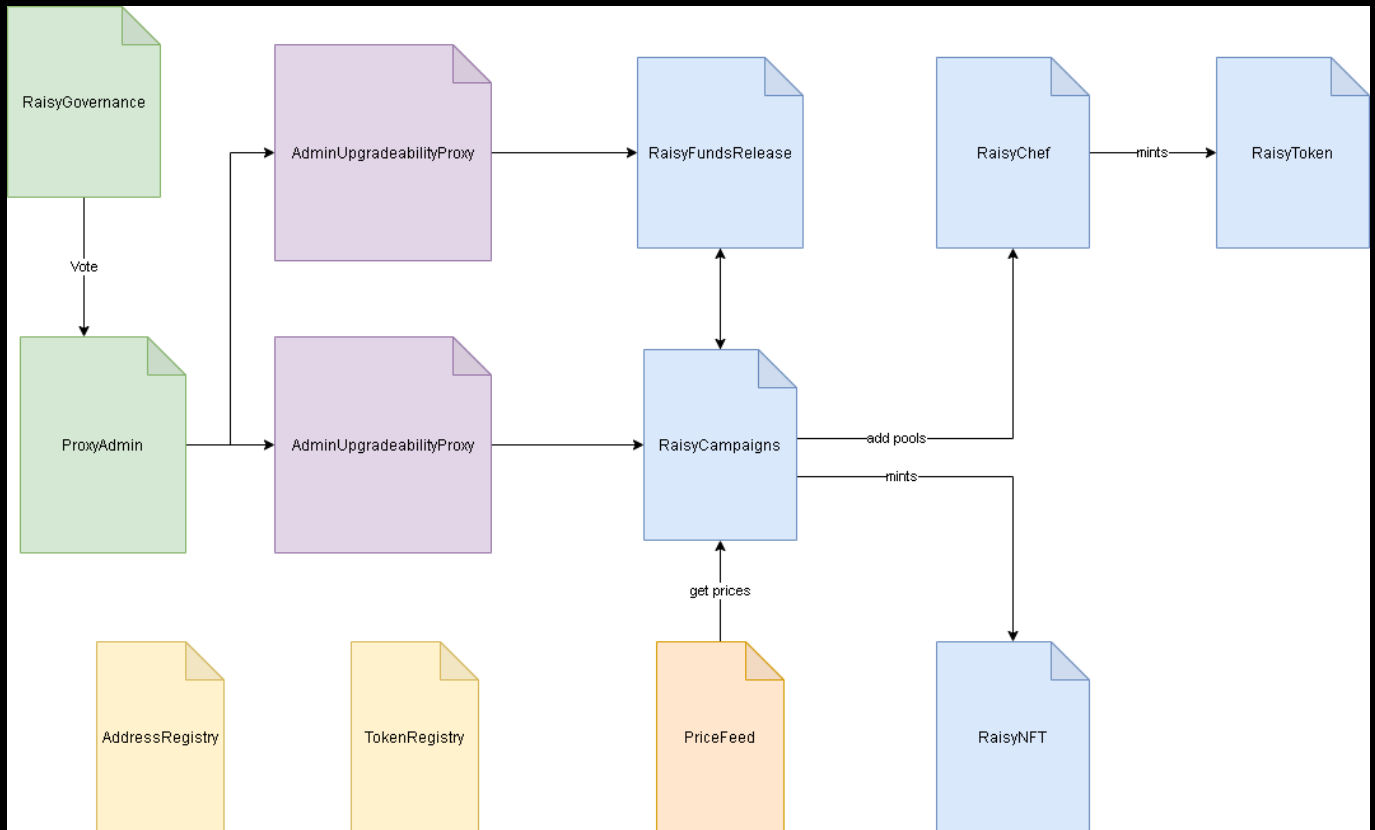 RaisyGovernance
AdminUpgradeabilityProxy
RaisyFundsRelease
RaisyChef
mints
RaisyToken
Vote
ProxyAdmin
AdminUpgradeabilityProxy
RaisyCampaigns
add pools
mints
get prices
AddressRegistry
TokenRegistry
PriceFeed
RaisyNFT